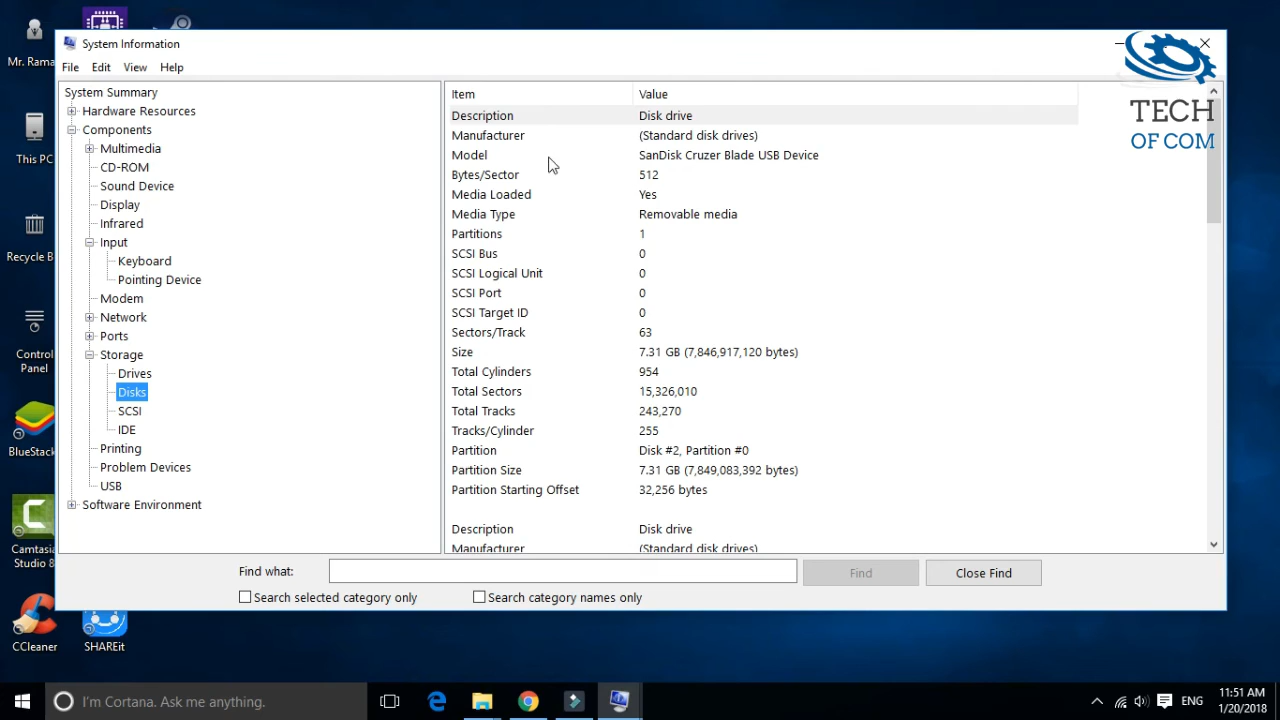 System Information
File Edit View Help
TECH
OF COM
Mr. Rama
This PC
Recycle B
Control
Panel
BlueStack
Camtasia
Studio 8
CCleaner
SHAREit
System Summary
Hardware Resources
Components
Multimedia
CD-ROM
Sound Device
Display
Infrared
Input
Keyboard
Pointing Device
Modem
Network
Ports
Storage
Drives
Disks
SCSI
IDE
Printing
Problem Devices
USB
Software Environment
Item Value
Description Disk drive
Manufacturer (Standard disk drives)
Model SanDisk Cruzer Blade USB Device
Bytes/Sector 512
Media Loaded Yes
Media Type Removable media
Partitions 1
SCSI Bus 0
SCSI Logical Unit 0
SCSI Port 0
SCSI Target ID 0
Sectors/Track 63
Size 7.31 GB (7,846,917,120 bytes)
Total Cylinders 954
Total Sectors 15,326,010
Total Tracks 243,270
Tracks/Cylinder 255
Partition Disk #2, Partition #0
Partition Size 7.31 GB (7,849,083,392 bytes)
Partition Starting Offset 32,256 bytes
Description Disk drive
Manufacturer (Standard disk drives)
Find what: Find Close Find
Search selected category only Search category names only
I'm Cortana. Ask me anything.
ENG
11:51 AM
1/20/2018